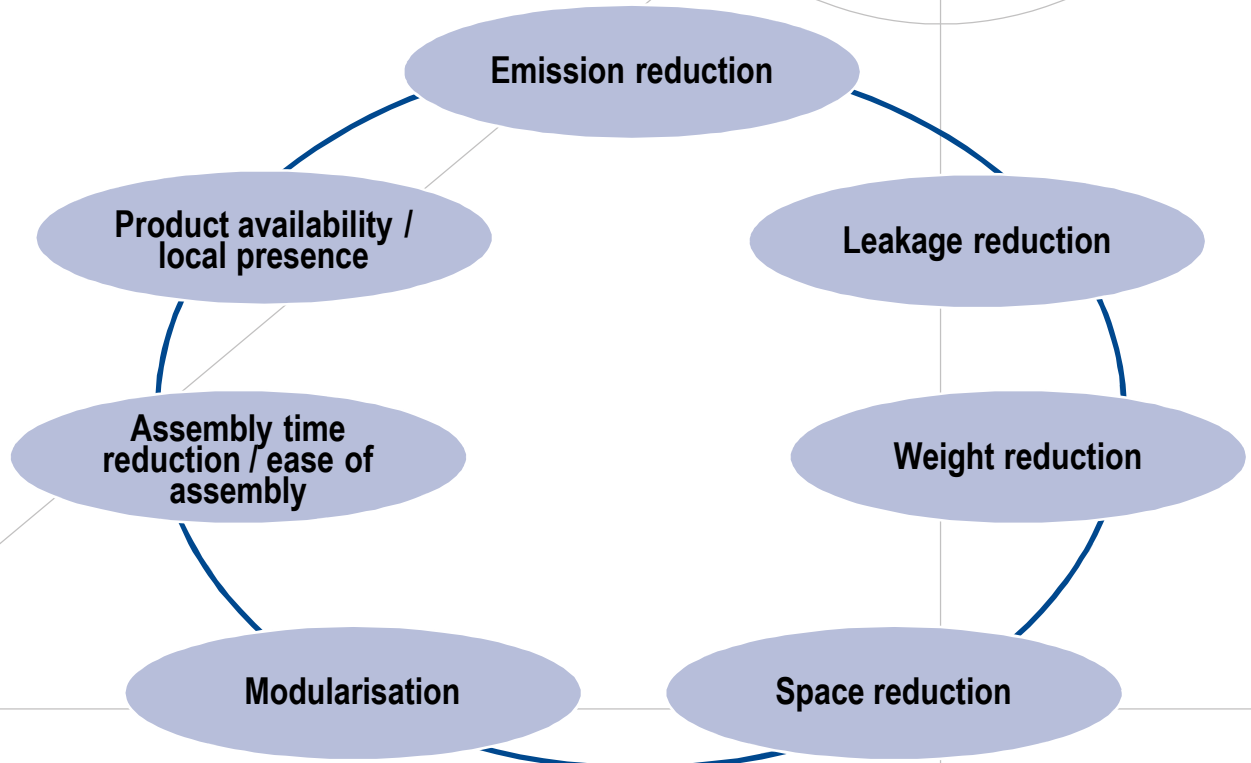 Emission reduction
Product availability /
local presence
Leakage reduction
Assembly time
reduction / ease of
assembly
Weight reduction
Modularisation
Space reduction